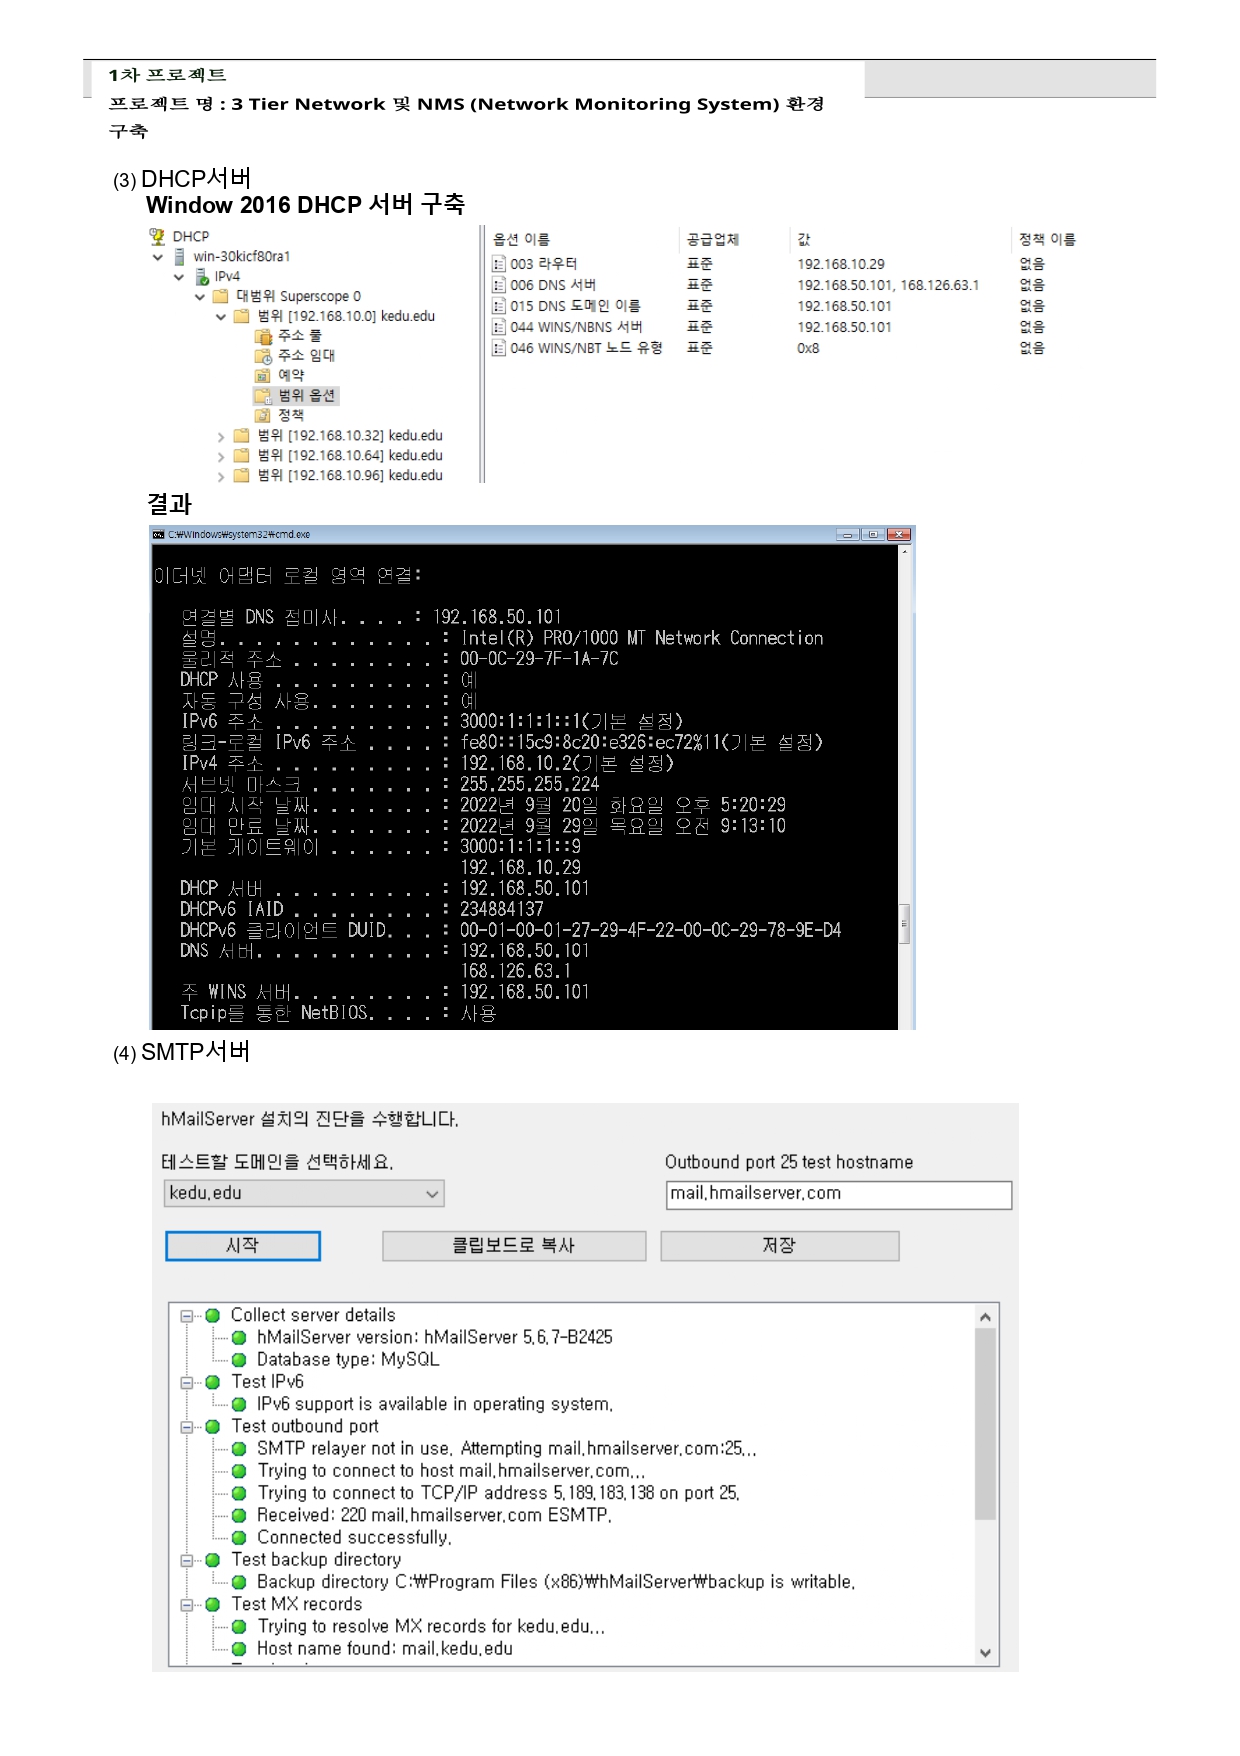 1차 프로젝트
프로젝트 명 : 3 Tier Network 및 NMS (Network Monitoring System) 환경
구축
(3) DHCP서버
Window 2016 DHCP 서버 구축
DHCP
win-30kicf80ra1
IPv4
대범위 Superscope 0
범위 [192.168.10.0] kedu.edu
주소 풀
주소 임대
예약
범위 옵션
정책
범위 [192.168.10.32] kedu.edu
범위 [192.168.10.64] kedu.edu
범위 [192.168.10.96] kedu.edu
옵션 이름 공급업체 값 정책 이름
003 라우터 표준 192.168.10.29 없음
006 DNS 서버 표준 192.168.50.101, 168.126.63.1 없음
015 DNS 도메인 이름 표준 192.168.50.101 없음
044 WINS/NBNS 서버 표준 192.168.50.101 없음
046 WINS/NBT 노드 유형 표준 0x8 없음
결과
C:₩Windows₩system32₩cmd.exe
이더넷 어댑터 로컬 영역 연결:
연결별 DNS 접미사. . . . : 192.168.50.101
설명. . . . . . . . . . . . : Intel(R) PRO/1000 MT Network Connection
물리적 주소 . . . . . . . . : 00-0C-29-7F-1A-7C
DHCP 사용 . . . . . . . . . : 예
자동 구성 사용. . . . . . . : 예
IPv6 주소 . . . . . . . . . : 3000:1:1:1::1(기본 설정)
링크-로컬 IPv6 주소 . . . . : fe80::15c9:8c20:e326:ec72%11(기본 설정)
IPv4 주소 . . . . . . . . . : 192.168.10.2(기본 설정)
서브넷 마스크 . . . . . . . : 255.255.255.224
임대 시작 날짜. . . . . . . : 2022년 9월 20일 화요일 오후 5:20:29
임대 만료 날짜. . . . . . . : 2022년 9월 29일 목요일 오전 9:13:10
기본 게이트웨이 . . . . . . : 3000:1:1:1::9
192.168.10.29
DHCP 서버 . . . . . . . . . : 192.168.50.101
DHCPv6 IAID . . . . . . . . : 234884137
DHCPv6 클라이언트 DUID. . . : 00-01-00-01-27-29-4F-22-00-0C-29-78-9E-D4
DNS 서버. . . . . . . . . . : 192.168.50.101
168.126.63.1
주 WINS 서버. . . . . . . . : 192.168.50.101
Tcpip를 통한 NetBIOS. . . . : 사용
(4) SMTP서버
hMailServer 설치의 진단을 수행합니다.
테스트할 도메인을 선택하세요. Outbound port 25 test hostname
kedu.edu mail.hmailserver.com
시작 클립보드로 복사 저장
Collect server details
hMailServer version: hMailServer 5.6.7-B2425
Database type: MySQL
Test IPv6
IPv6 support is available in operating system.
Test outbound port
SMTP relayer not in use. Attempting mail.hmailserver.com:25...
Trying to connect to host mail.hmailserver.com...
Trying to connect to TCP/IP address 5.189.183.138 on port 25.
Received: 220 mail.hmailserver.com ESMTP.
Connected successfully.
Test backup directory
Backup directory C:₩Program Files (x86)₩hMailServer₩backup is writable.
Test MX records
Trying to resolve MX records for kedu.edu...
Host name found: mail.kedu.edu